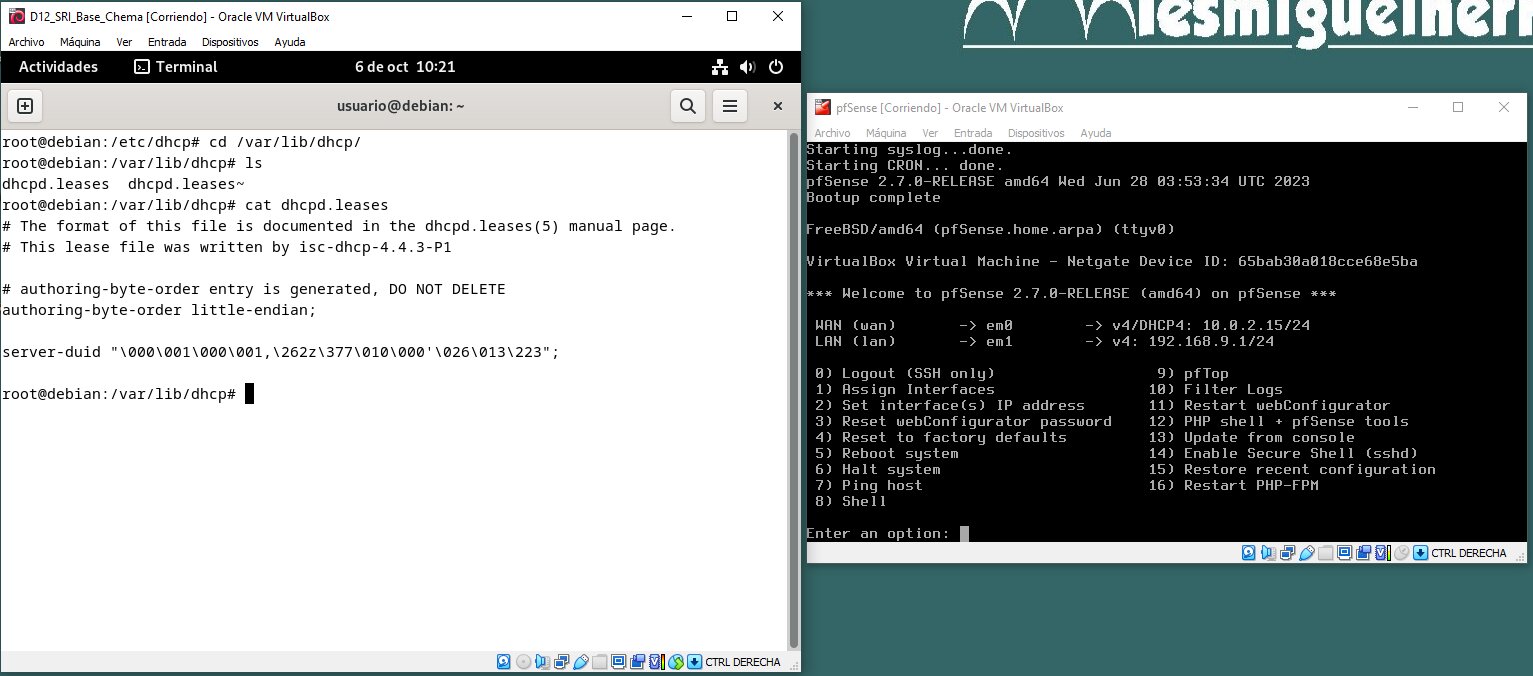 D12_SRI_Base_Chema [Corriendo] - Oracle VM VirtualBox
Archivo Máquina Ver Entrada Dispositivos Ayuda
Actividades Terminal 6 de oct 10:21
usuario@debian: ~
root@debian:/etc/dhcp# cd /var/lib/dhcp/
root@debian:/var/lib/dhcp# ls
dhcpd.leases dhcpd.leases~
root@debian:/var/lib/dhcp# cat dhcpd.leases
# The format of this file is documented in the dhcpd.leases(5) manual page.
# This lease file was written by isc-dhcp-4.4.3-P1
# authoring-byte-order entry is generated, DO NOT DELETE
authoring-byte-order little-endian;
server-duid "\000\001\000\001,\262z\377\010\000'\026\013\223";
root@debian:/var/lib/dhcp#
CTRL DERECHA
pfSense [Corriendo] - Oracle VM VirtualBox
Archivo Máquina Ver Entrada Dispositivos Ayuda
Starting syslog...done.
Starting CRON... done.
pfSense 2.7.0-RELEASE amd64 Wed Jun 28 03:53:34 UTC 2023
Bootup complete
FreeBSD/amd64 (pfSense.home.arpa) (ttyv0)
VirtualBox Virtual Machine - Netgate Device ID: 65bab30a018cce68e5ba
*** Welcome to pfSense 2.7.0-RELEASE (amd64) on pfSense ***
WAN (wan) -> em0 -> v4/DHCP4: 10.0.2.15/24
LAN (lan) -> em1 -> v4: 192.168.9.1/24
0) Logout (SSH only) 9) pfTop
1) Assign Interfaces 10) Filter Logs
2) Set interface(s) IP address 11) Restart webConfigurator
3) Reset webConfigurator password 12) PHP shell + pfSense tools
4) Reset to factory defaults 13) Update from console
5) Reboot system 14) Enable Secure Shell (sshd)
6) Halt system 15) Restore recent configuration
7) Ping host 16) Restart PHP-FPM
8) Shell
Enter an option:
CTRL DERECHA